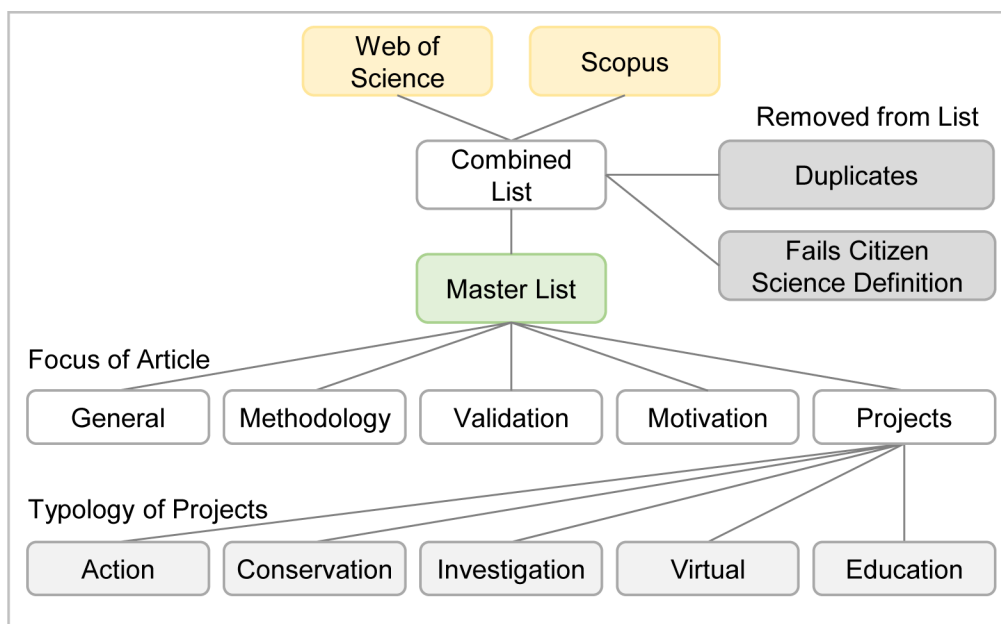 Web of
Science
Scopus
Removed from List
Combined
List
Duplicates
Fails Citizen
Science Definition
Master List
Focus of Article
General
Methodology
Validation
Motivation
Projects
Typology of Projects
Action
Conservation
Investigation
Virtual
Education